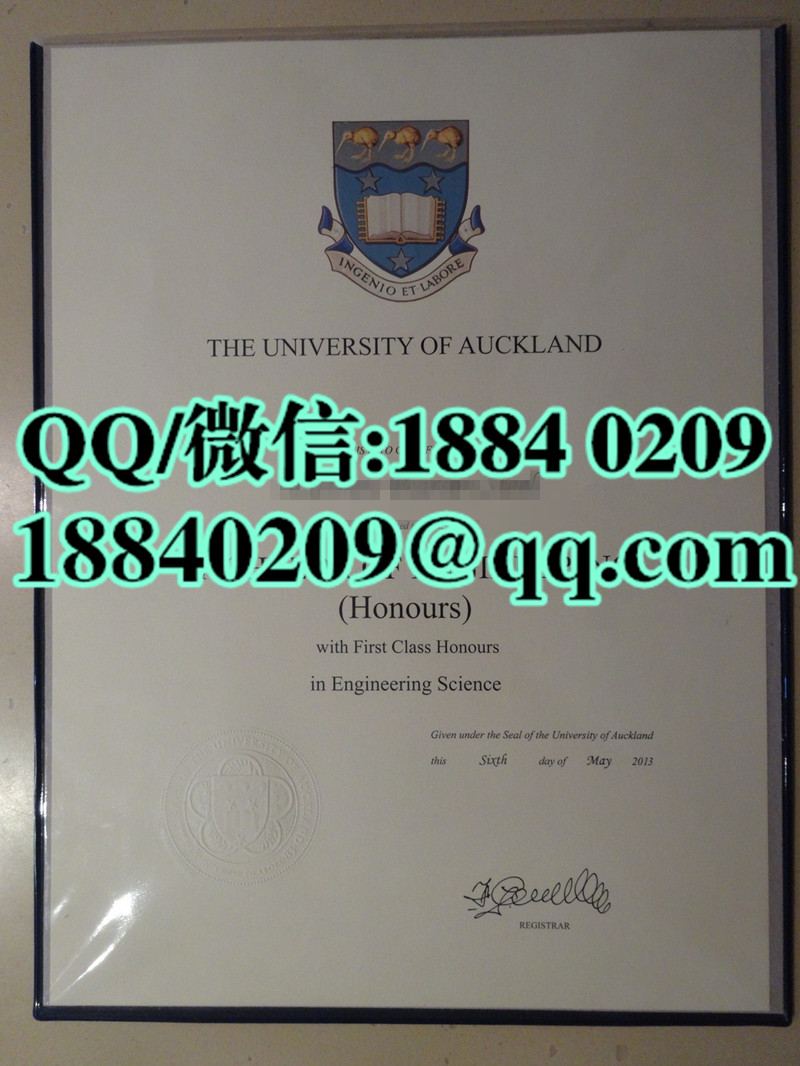 INGENIO ET LABORE
THE UNIVERSITY OF AUCKLAND
QQ/微信:1884 0209
18840209@qq.com
(Honours)
with First Class Honours
in Engineering Science
Given under the Seal of the University of Auckland
this Sixth day of May 2013
REGISTRAR